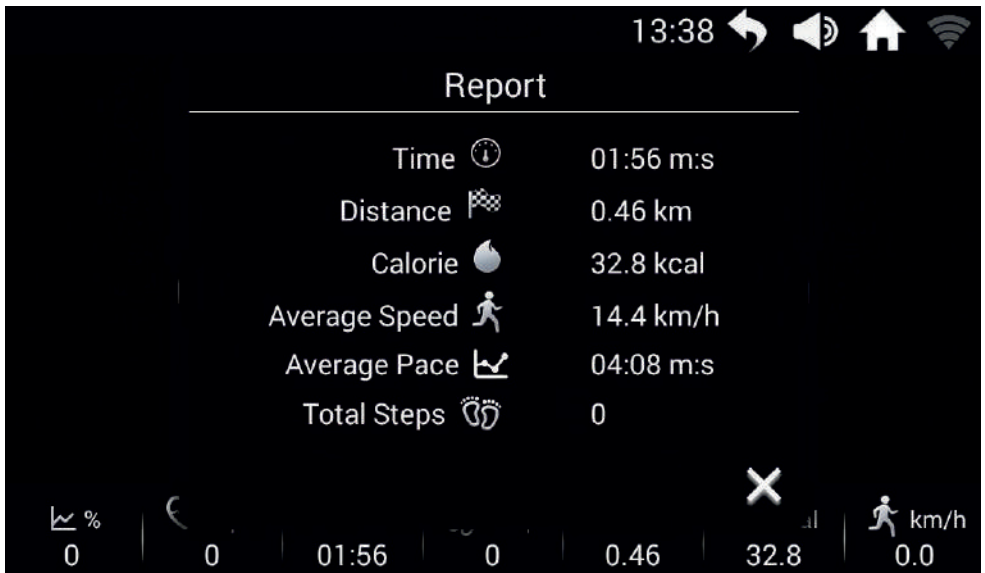 13:38
Report
Time 01:56 m:s
Distance 0.46 km
Calorie 32.8 kcal
Average Speed 14.4 km/h
Average Pace 04:08 m:s
Total Steps 0
% km/h
0 0 01:56 0 0.46 32.8 0.0